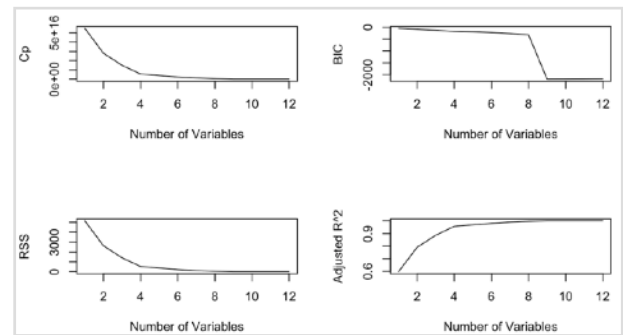 Cp
0e+00 5e+16
2 4 6 8 10 12
Number of Variables
BIC
-2000 0
2 4 6 8 10 12
Number of Variables
RSS
0 3000
2 4 6 8 10 12
Number of Variables
Adjusted R^2
0.6 0.9
2 4 6 8 10 12
Number of Variables